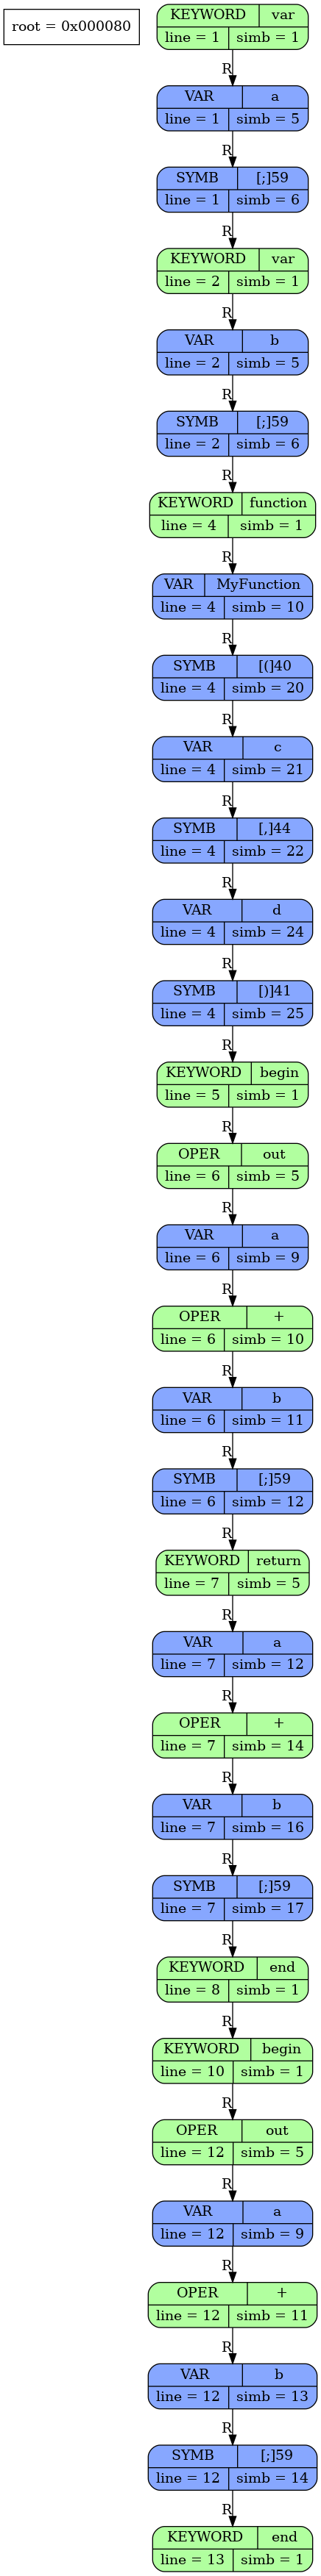 root = 0x000080
KEYWORD var
line = 1 simb = 1
R
VAR a
line = 1 simb = 5
R
SYMB [;]59
line = 1 simb = 6
R
KEYWORD var
line = 2 simb = 1
R
VAR b
line = 2 simb = 5
R
SYMB [;]59
line = 2 simb = 6
R
KEYWORD function
line = 4 simb = 1
R
VAR MyFunction
line = 4 simb = 10
R
SYMB [(]40
line = 4 simb = 20
R
VAR c
line = 4 simb = 21
R
SYMB [,]44
line = 4 simb = 22
R
VAR d
line = 4 simb = 24
R
SYMB [)]41
line = 4 simb = 25
R
KEYWORD begin
line = 5 simb = 1
R
OPER out
line = 6 simb = 5
R
VAR a
line = 6 simb = 9
R
OPER +
line = 6 simb = 10
R
VAR b
line = 6 simb = 11
R
SYMB [;]59
line = 6 simb = 12
R
KEYWORD return
line = 7 simb = 5
R
VAR a
line = 7 simb = 12
R
OPER +
line = 7 simb = 14
R
VAR b
line = 7 simb = 16
R
SYMB [;]59
line = 7 simb = 17
R
KEYWORD end
line = 8 simb = 1
R
KEYWORD begin
line = 10 simb = 1
R
OPER out
line = 12 simb = 5
R
VAR a
line = 12 simb = 9
R
OPER +
line = 12 simb = 11
R
VAR b
line = 12 simb = 13
R
SYMB [;]59
line = 12 simb = 14
R
KEYWORD end
line = 13 simb = 1